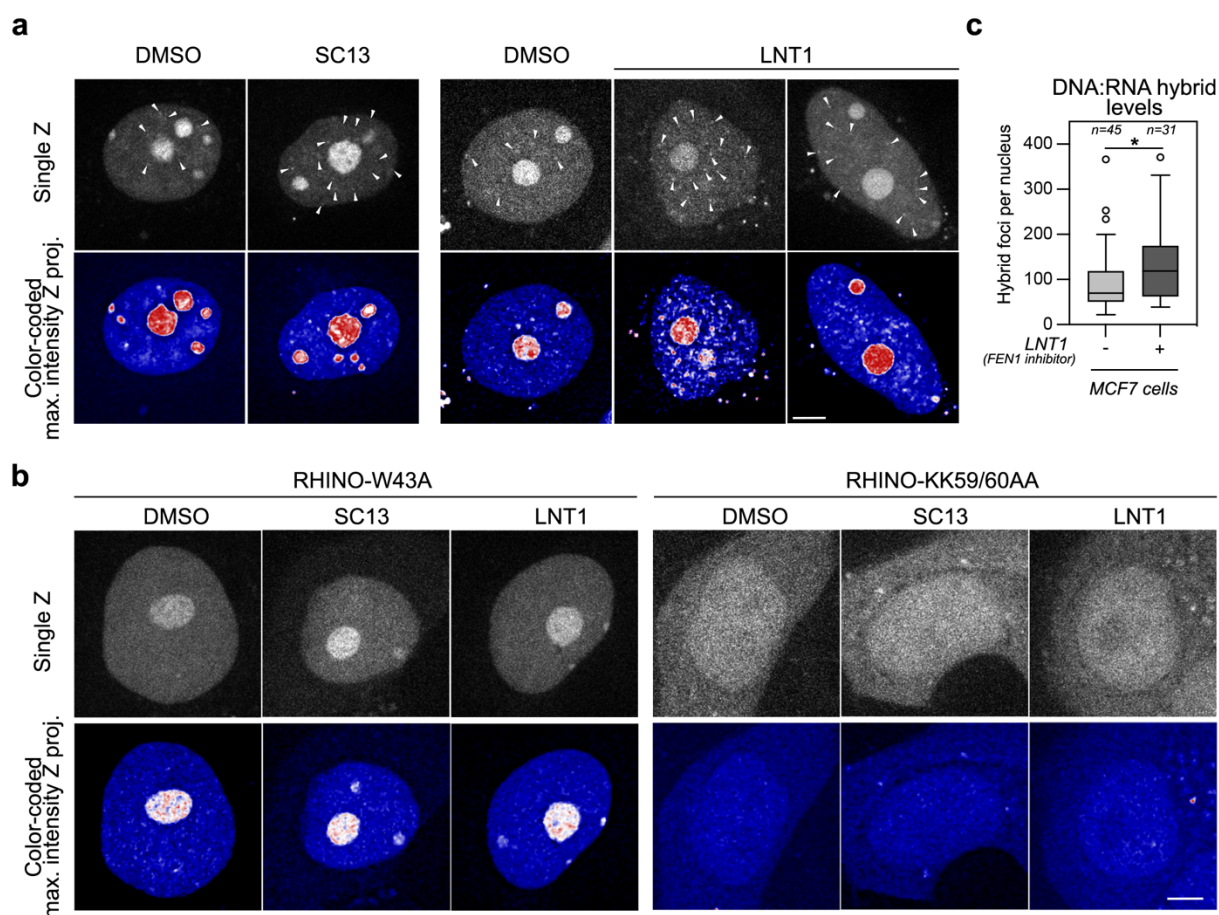 a
DMSO
SC13
DMSO
LNT1
Single Z
Color-coded
max. intensity Z proj.
c
DNA:RNA hybrid
levels
n=45
n=31
*
Hybrid foci per nucleus
400
300
200
100
0
LNT1
(FEN1 inhibitor)
-
+
MCF7 cells
b
RHINO-W43A
RHINO-KK59/60AA
DMSO
SC13
LNT1
DMSO
SC13
LNT1
Single Z
Color-coded
max. intensity Z proj.